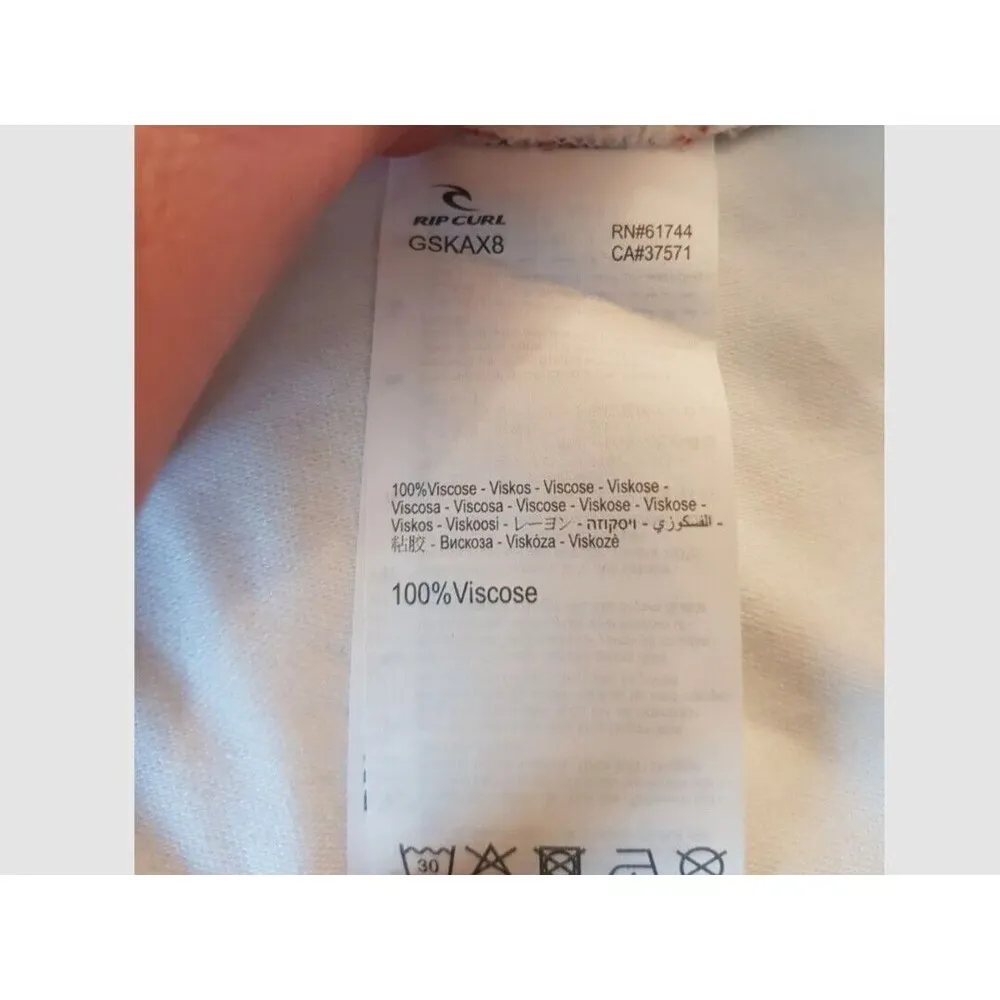 RIP CURL
GSKAX8
RN#61744
CA#37571
100%Viscose - Viskos - Viscose - Viskose -
Viscosa - Viscosa - Viscose - Viskose - Viskose -
Viskos - Viskoosi - レーヨン - ויסקוזה - الفسكوزي -
粘胶 - Вискоза - Viskóza - Viskozė
100%Viscose
30